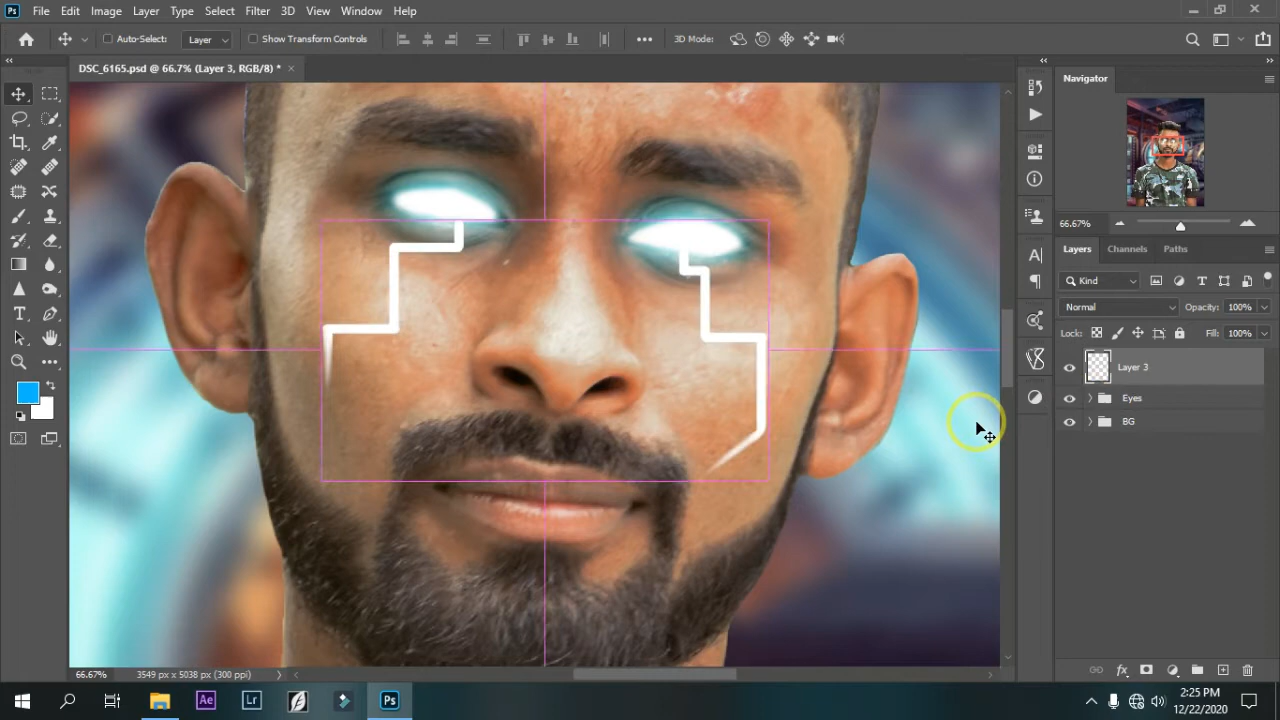 Ps File Edit Image Layer Type Select Filter 3D View Window Help
Auto-Select: Layer Show Transform Controls 3D Mode:
DSC_6165.psd @ 66.7% (Layer 3, RGB/8) *
Navigator
66.67%
Layers Channels Paths
Kind
Normal Opacity: 100%
Lock: Fill: 100%
Layer 3
Eyes
BG
66.67% 3549 px x 5038 px (300 ppi)
Ae Lr Ps
2:25 PM
12/22/2020